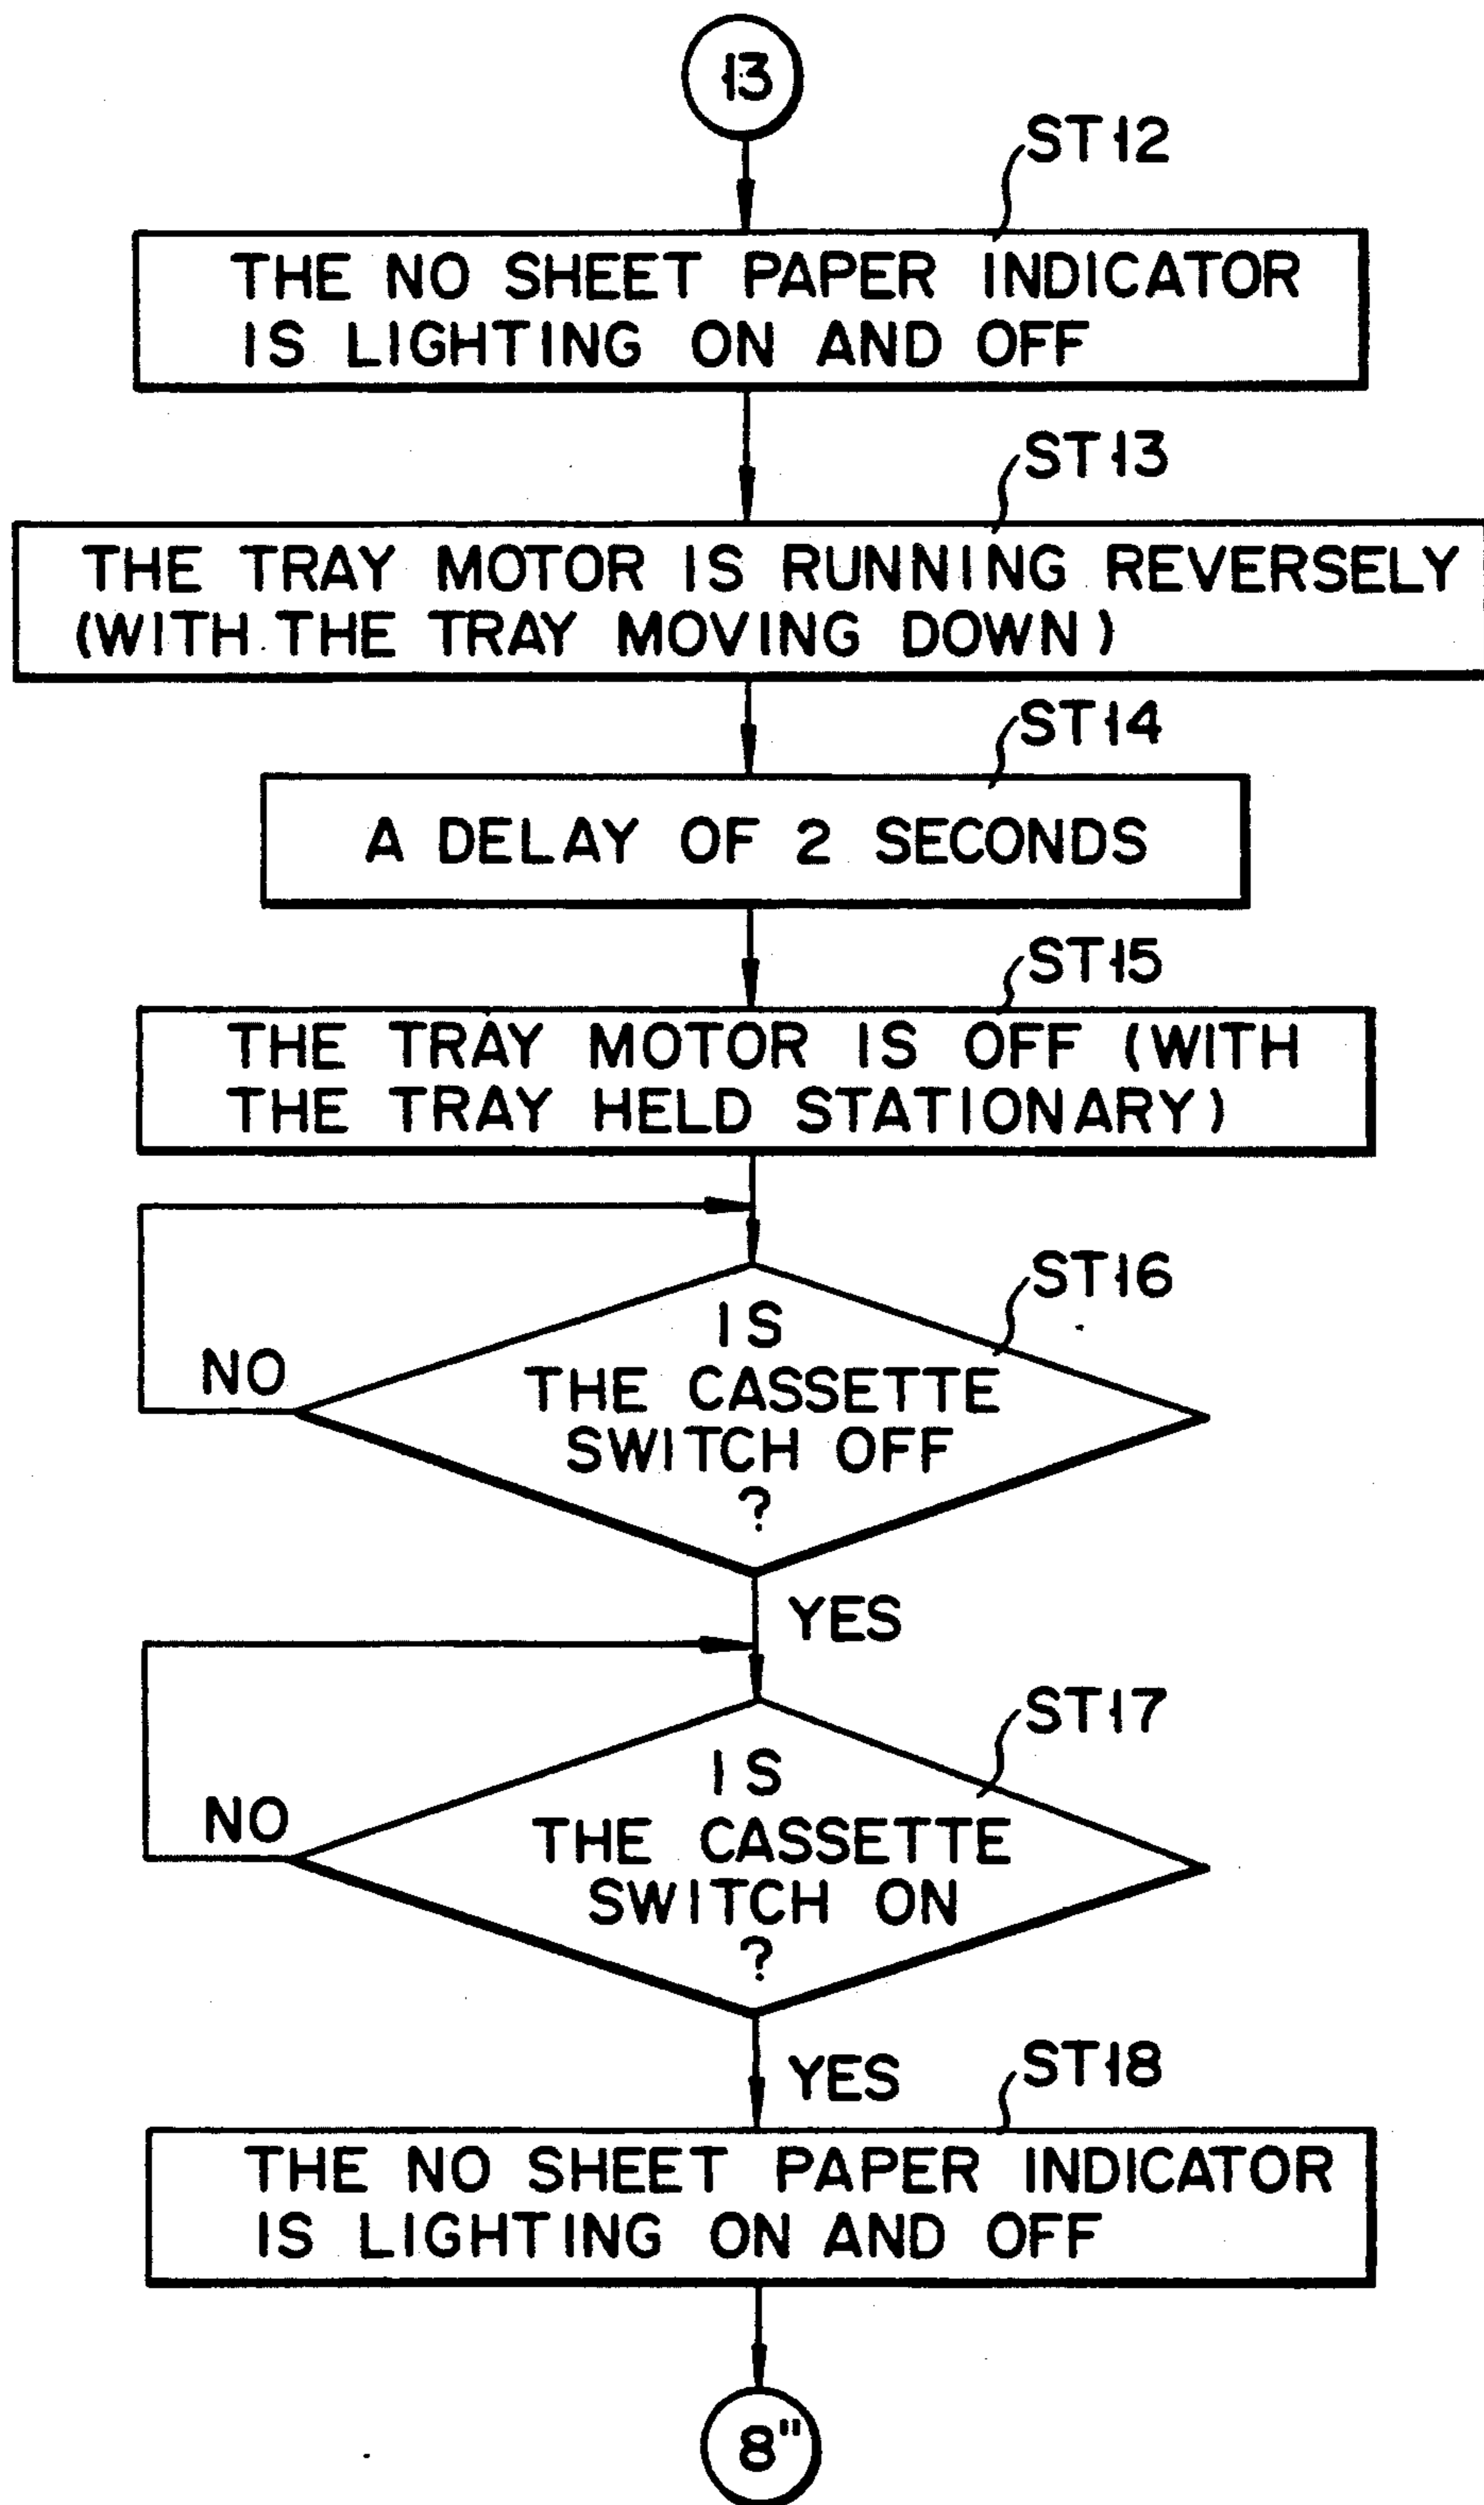 13
ST12
THE NO SHEET PAPER INDICATOR
IS LIGHTING ON AND OFF
ST13
THE TRAY MOTOR IS RUNNING REVERSELY
(WITH THE TRAY MOVING DOWN)
ST14
A DELAY OF 2 SECONDS
ST15
THE TRAY MOTOR IS OFF (WITH
THE TRAY HELD STATIONARY)
ST16
IS
THE CASSETTE
SWITCH OFF
?
NO
YES
ST17
IS
THE CASSETTE
SWITCH ON
?
NO
YES
ST18
THE NO SHEET PAPER INDICATOR
IS LIGHTING ON AND OFF
8"